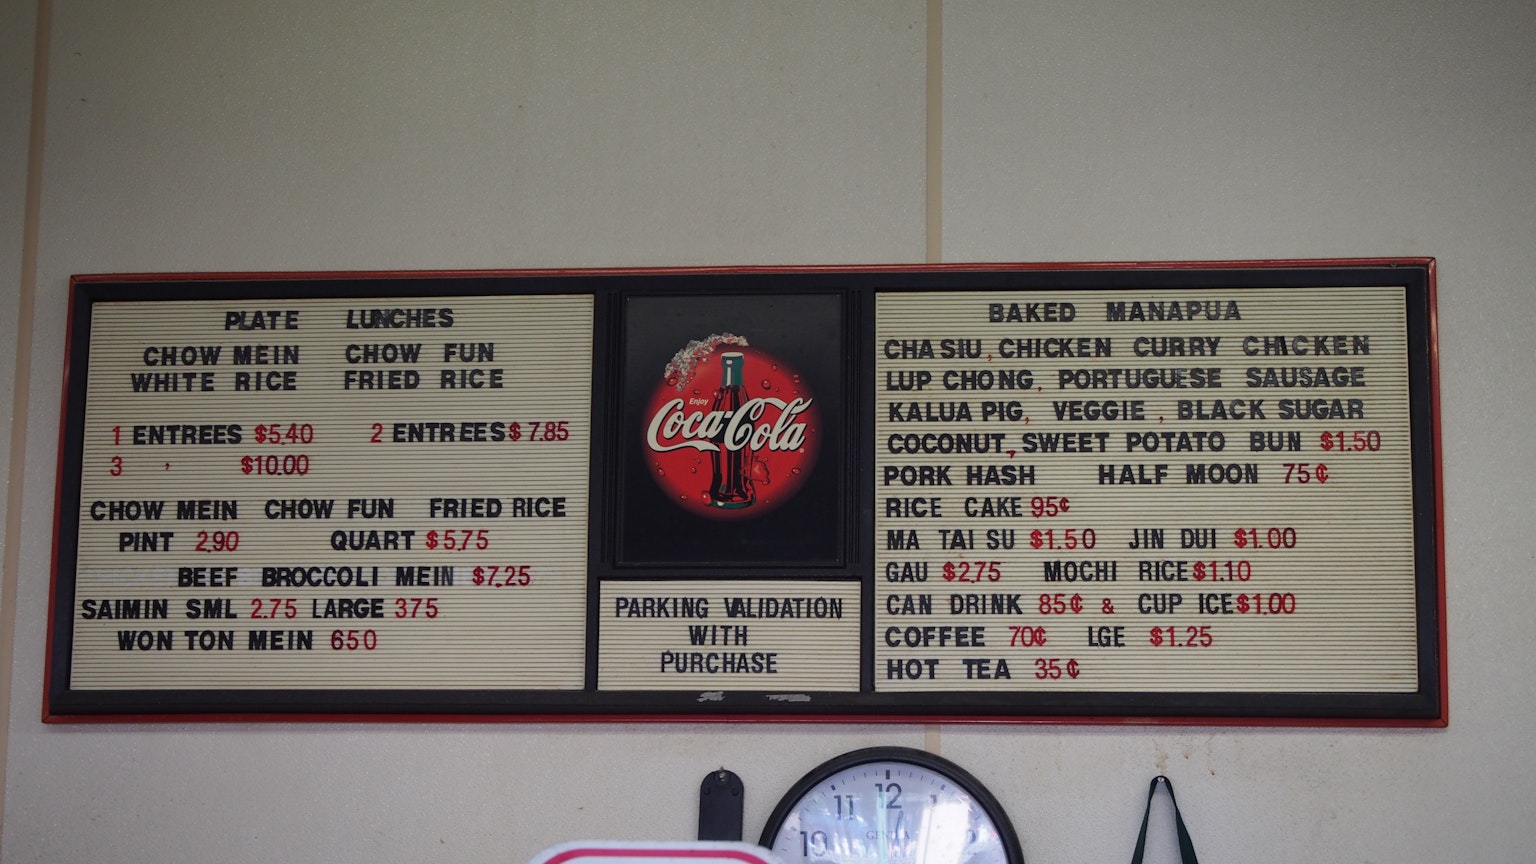 PLATE LUNCHES
CHOW MEIN CHOW FUN
WHITE RICE FRIED RICE
1 ENTREES $5.40 2 ENTREES $7.85
3 , $10.00
CHOW MEIN CHOW FUN FRIED RICE
PINT 2.90 QUART $5.75
BEEF BROCCOLI MEIN $7.25
SAIMIN SML 2.75 LARGE 375
WON TON MEIN 650
Enjoy
Coca-Cola
PARKING VALIDATION
WITH
PURCHASE
BAKED MANAPUA
CHA SIU, CHICKEN CURRY CHICKEN
LUP CHONG, PORTUGUESE SAUSAGE
KALUA PIG, VEGGIE, BLACK SUGAR
COCONUT, SWEET POTATO BUN $1.50
PORK HASH HALF MOON 75¢
RICE CAKE 95¢
MA TAI SU $1.50 JIN DUI $1.00
GAU $2.75 MOCHI RICE $1.10
CAN DRINK 85¢ & CUP ICE $1.00
COFFEE 70¢ LGE $1.25
HOT TEA 35¢
11 12 1
10 2